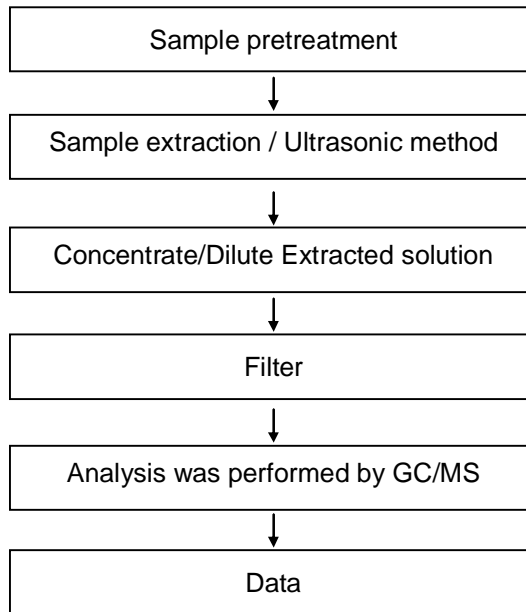 Sample pretreatment
Sample extraction / Ultrasonic method
Concentrate/Dilute Extracted solution
Filter
Analysis was performed by GC/MS
Data